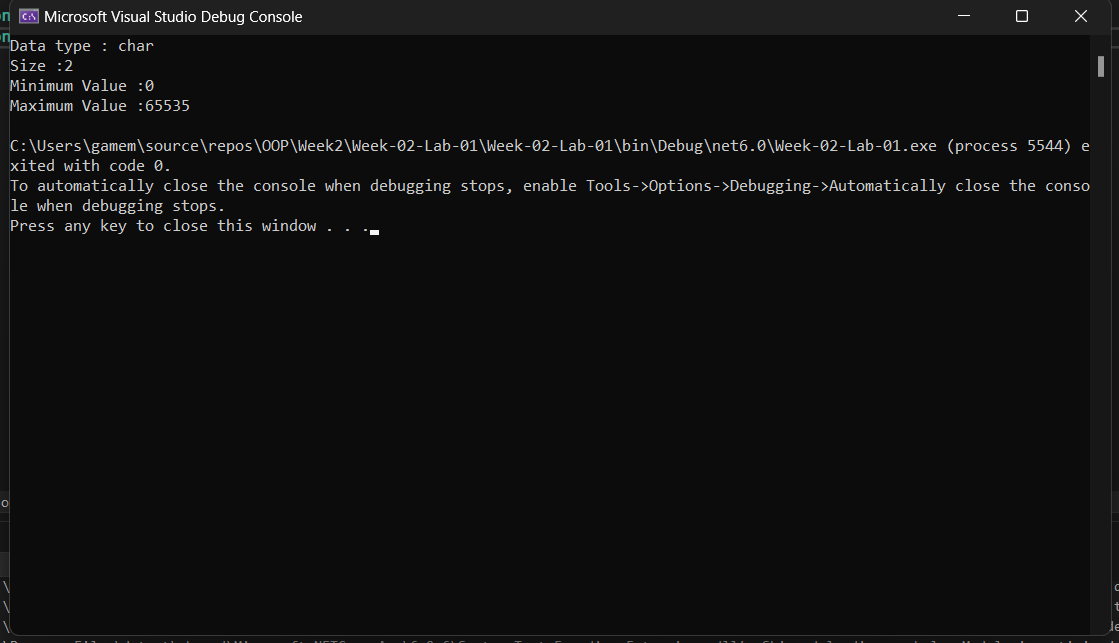 Microsoft Visual Studio Debug Console
Data type : char
Size :2
Minimum Value :0
Maximum Value :65535
C:\Users\gamem\source\repos\OOP\Week2\Week-02-Lab-01\Week-02-Lab-01\bin\Debug\net6.0\Week-02-Lab-01.exe (process 5544) e
xited with code 0.
To automatically close the console when debugging stops, enable Tools->Options->Debugging->Automatically close the conso
le when debugging stops.
Press any key to close this window . . .